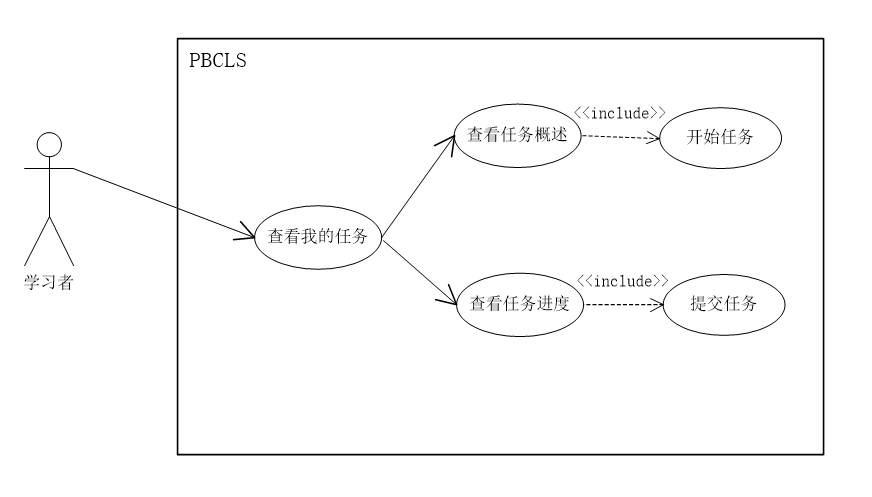 PBCLS
<<include>>
查看任务概述
开始任务
查看我的任务
学习者
<<include>>
查看任务进度
提交任务